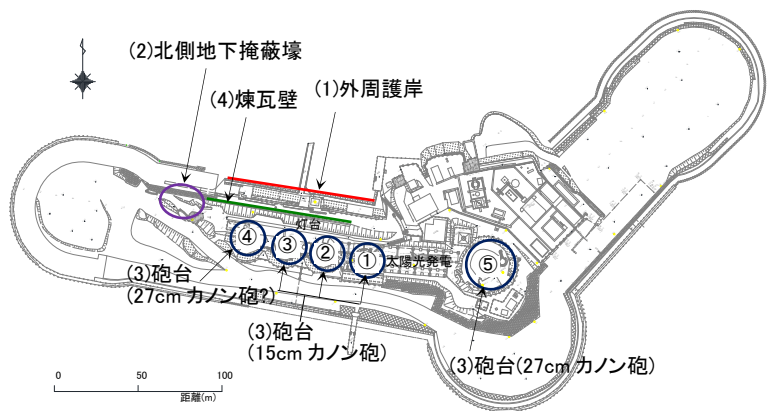 (2)北側地下掩蔽壕
(4)煉瓦壁
(1)外周護岸
灯台
④
③
②
①
太陽光発電
⑤
(3)砲台
(27cm カノン砲?)
(3)砲台
(15cm カノン砲)
(3)砲台(27cm カノン砲)
0
50
100
距離(m)